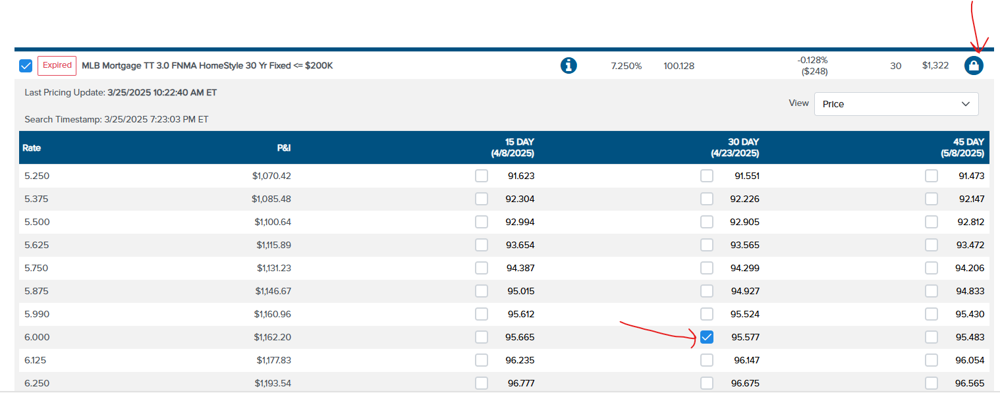 Expired MLB Mortgage TT 3.0 FNMA HomeStyle 30 Yr Fixed <= $200K 7.250% 100.128 -0.128% 30 $1,322
($248)
Last Pricing Update: 3/25/2025 10:22:40 AM ET
View Price
Search Timestamp: 3/25/2025 7:23:03 PM ET
Rate P&I 15 DAY 30 DAY 45 DAY
(4/8/2025) (4/23/2025) (5/8/2025)
5.250 $1,070.42 91.623 91.551 91.473
5.375 $1,085.48 92.304 92.226 92.147
5.500 $1,100.64 92.994 92.905 92.812
5.625 $1,115.89 93.654 93.565 93.472
5.750 $1,131.23 94.387 94.299 94.206
5.875 $1,146.67 95.015 94.927 94.833
5.990 $1,160.96 95.612 95.524 95.430
6.000 $1,162.20 95.665 95.577 95.483
6.125 $1,177.83 96.235 96.147 96.054
6.250 $1,193.54 96.777 96.675 96.565